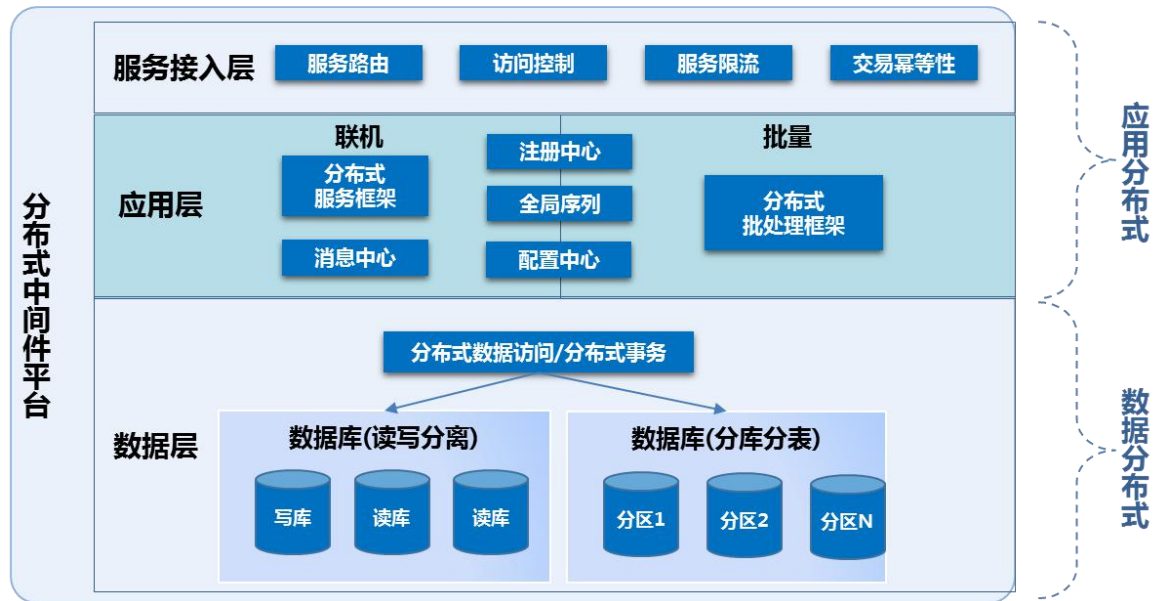 分布式中间件平台
服务接入层
服务路由
访问控制
服务限流
交易幂等性
应用层
联机
批量
分布式
服务框架
消息中心
注册中心
全局序列
配置中心
分布式
批处理框架
数据层
分布式数据访问/分布式事务
数据库(读写分离)
写库
读库
读库
数据库(分库分表)
分区1
分区2
分区N
应用分布式
数据分布式